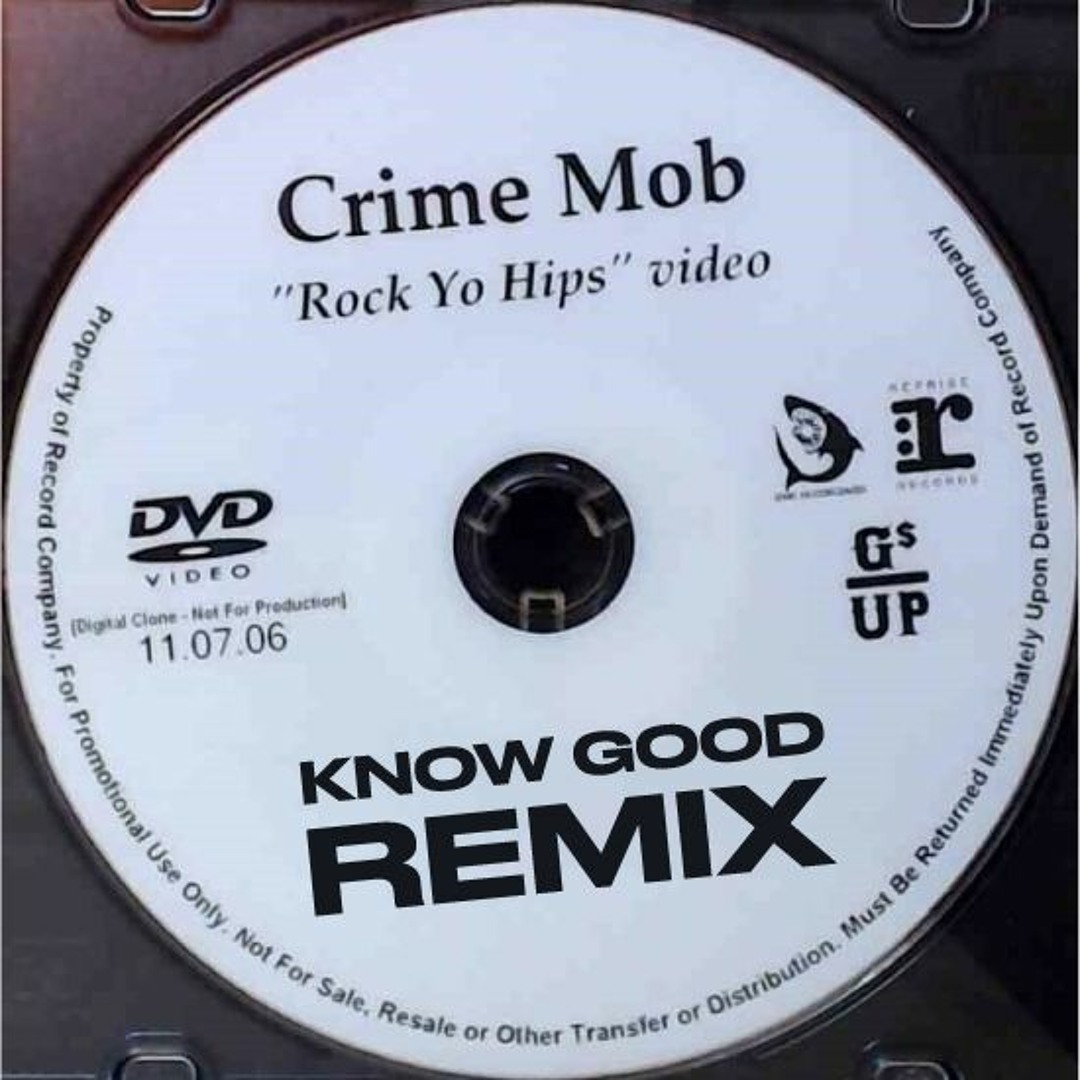 Crime Mob
"Rock Yo Hips" video
Property of Record Company. For Promotional Use Only. Not For Sale, Resale or Other Transfer or Distribution. Must Be Returned Immediately Upon Demand of Record Company
REPRISE
r
RECORDS
DVD
VIDEO
[Digital Clone - Not For Production]
11.07.06
G$
UP
KNOW GOOD
REMIX